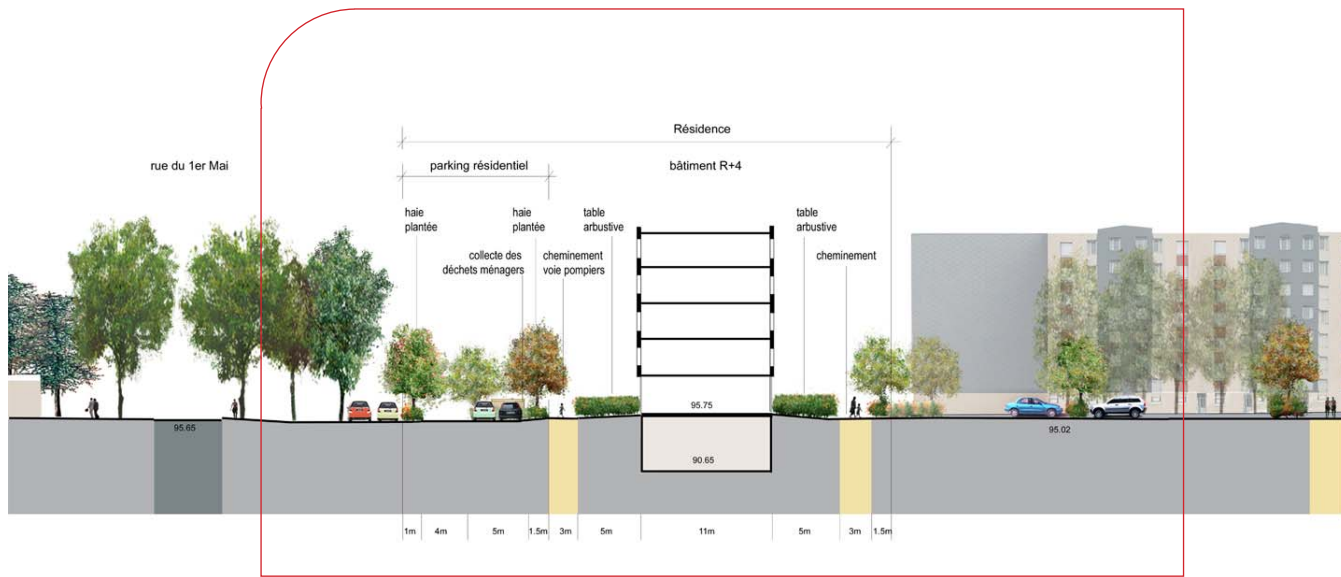 Résidence
rue du 1er Mai
parking résidentiel
bâtiment R+4
haie
plantée
haie
plantée
table
arbustive
table
arbustive
collecte des
déchets ménagers
cheminement
voie pompiers
cheminement
95.75
95.65
95.02
90.65
1m
4m
5m
1.5m
3m
5m
11m
5m
3m
1.5m